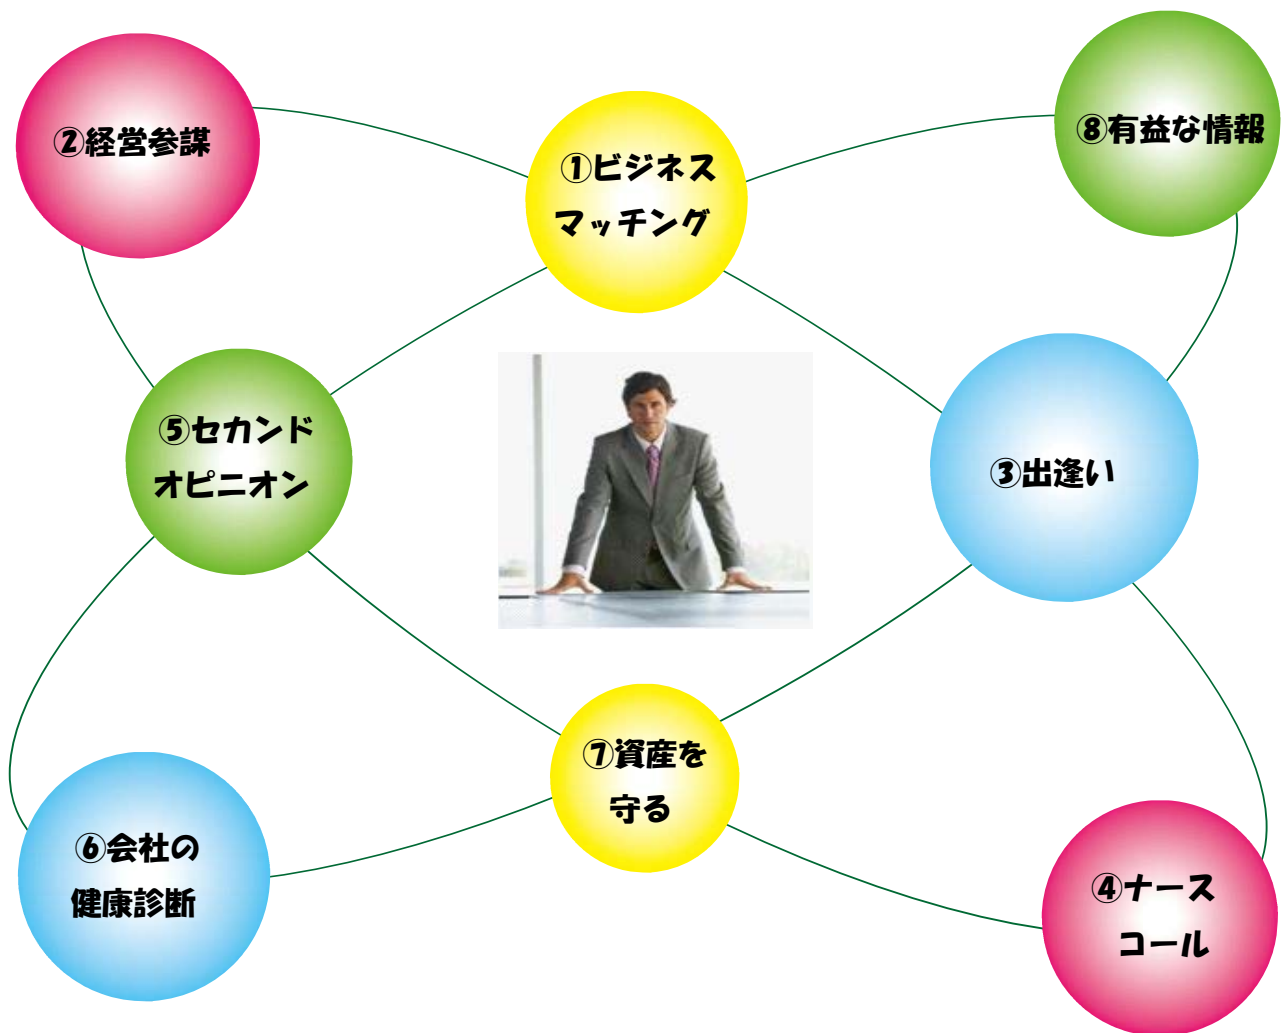 ②経営参謀
①ビジネス
マッチング
⑧有益な情報
⑤セカンド
オピニオン
③出逢い
⑦資産を
守る
⑥会社の
健康診断
④ナース
コール